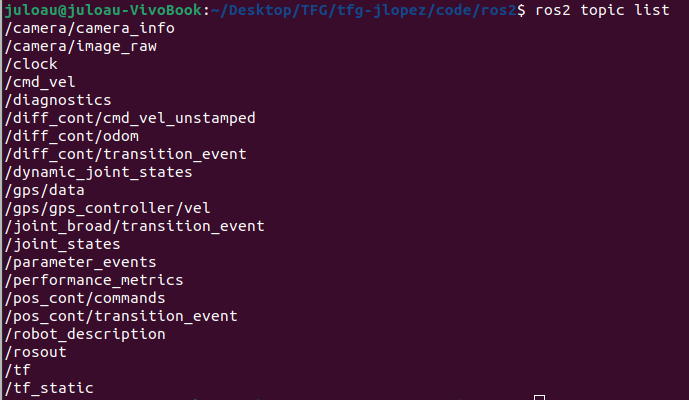 juloau@juloau-VivoBook:~/Desktop/TFG/tfg-jlopez/code/ros2$ ros2 topic list
/camera/camera_info
/camera/image_raw
/clock
/cmd_vel
/diagnostics
/diff_cont/cmd_vel_unstamped
/diff_cont/odom
/diff_cont/transition_event
/dynamic_joint_states
/gps/data
/gps/gps_controller/vel
/joint_broad/transition_event
/joint_states
/parameter_events
/performance_metrics
/pos_cont/commands
/pos_cont/transition_event
/robot_description
/rosout
/tf
/tf_static